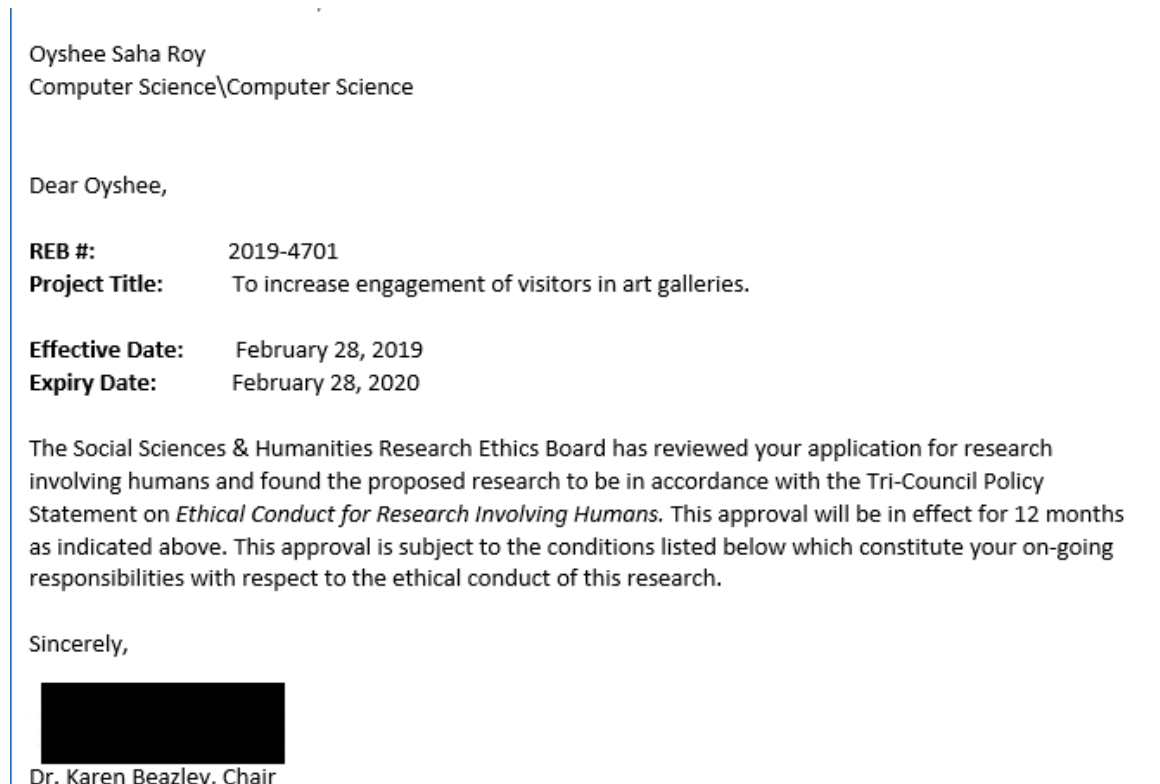 Oyshee Saha Roy
Computer Science\Computer Science
Dear Oyshee,
REB #: 2019-4701
Project Title: To increase engagement of visitors in art galleries.
Effective Date: February 28, 2019
Expiry Date: February 28, 2020
The Social Sciences & Humanities Research Ethics Board has reviewed your application for research
involving humans and found the proposed research to be in accordance with the Tri-Council Policy
Statement on Ethical Conduct for Research Involving Humans. This approval will be in effect for 12 months
as indicated above. This approval is subject to the conditions listed below which constitute your on-going
responsibilities with respect to the ethical conduct of this research.
Sincerely,
Dr. Karen Beazley, Chair